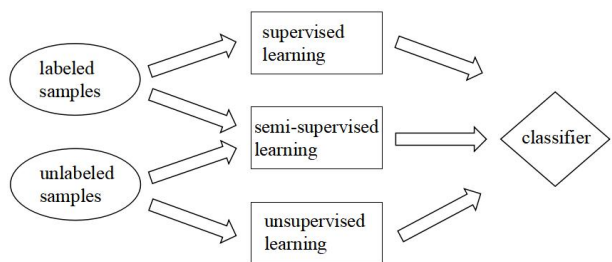 supervised
learning
labeled
samples
semi-supervised
learning
classifier
unlabeled
samples
unsupervised
learning